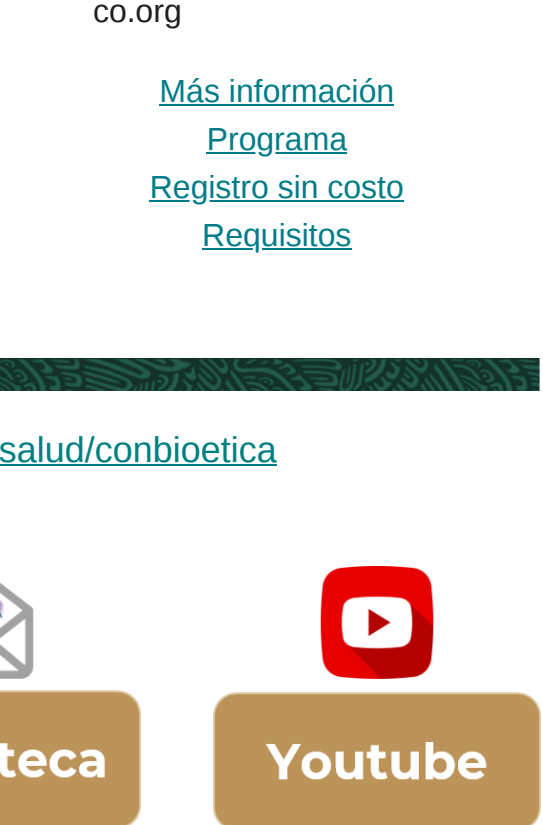 co.org
Más información
Programa
Registro sin costo
Requisitos
salud/conbioetica
teca
Youtube